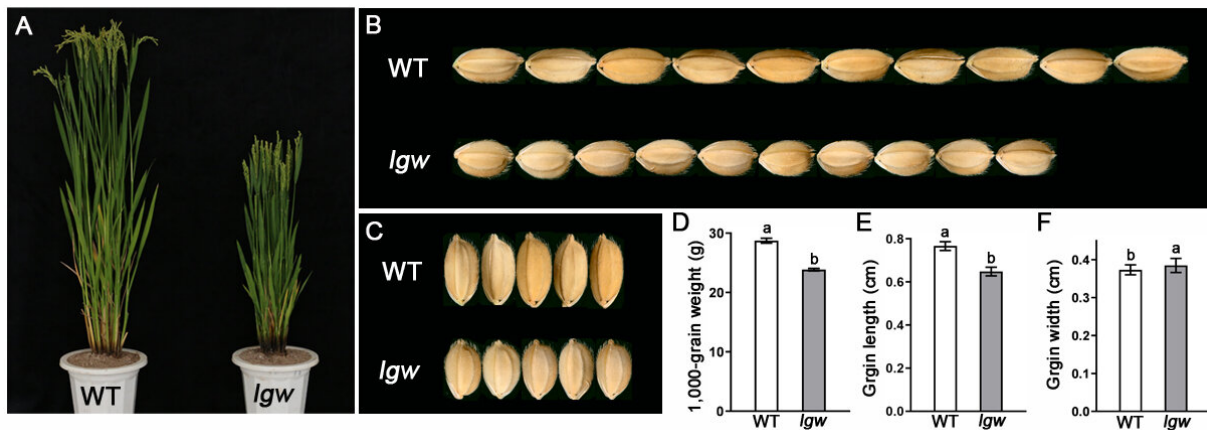 A
WT
lgw
B
WT
lgw
C
WT
lgw
D
1,000-grain weight (g)
30
20
10
0
a
b
WT
lgw
E
Grgin length (cm)
0.8
0.6
0.4
0.2
0.0
a
b
WT
lgw
F
Grgin width (cm)
0.4
0.3
0.2
0.1
0.0
b
a
WT
lgw